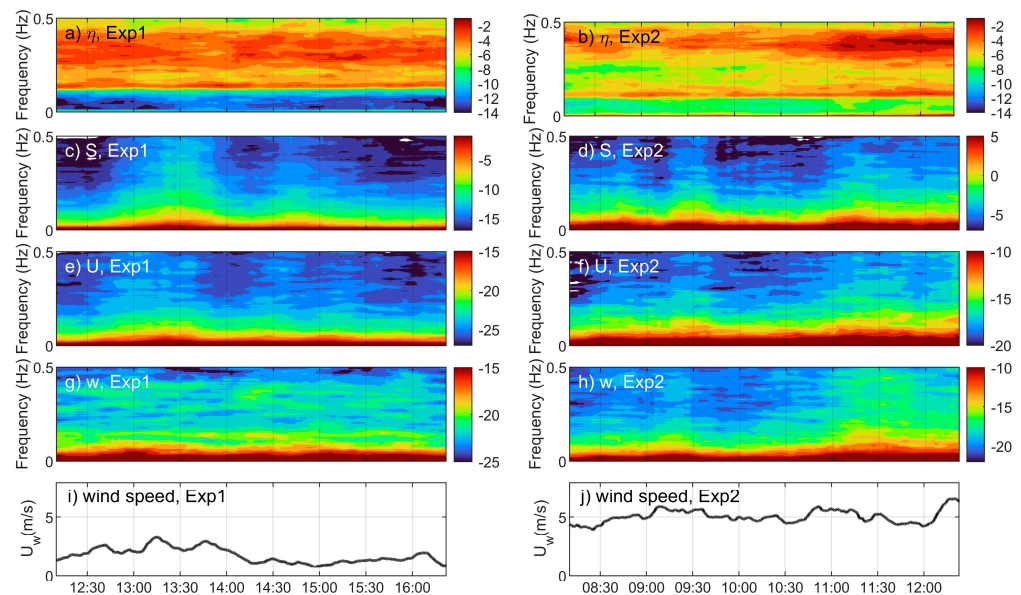 a) η, Exp1
Frequency (Hz)
0.5
0
-2
-4
-6
-8
-10
-12
-14
b) η, Exp2
Frequency (Hz)
0.5
0
-2
-4
-6
-8
-10
-12
-14
c) S, Exp1
Frequency (Hz)
0.5
0
-5
-10
-15
d) S, Exp2
Frequency (Hz)
0.5
0
5
0
-5
e) U, Exp1
Frequency (Hz)
0.5
0
-15
-20
-25
f) U, Exp2
Frequency (Hz)
0.5
0
-10
-15
-20
g) w, Exp1
Frequency (Hz)
0.5
0
-15
-20
-25
h) w, Exp2
Frequency (Hz)
0.5
0
-10
-15
-20
i) wind speed, Exp1
U_w(m/s)
5
0
12:30 13:00 13:30 14:00 14:30 15:00 15:30 16:00
j) wind speed, Exp2
U_w(m/s)
5
0
08:30 09:00 09:30 10:00 10:30 11:00 11:30 12:00